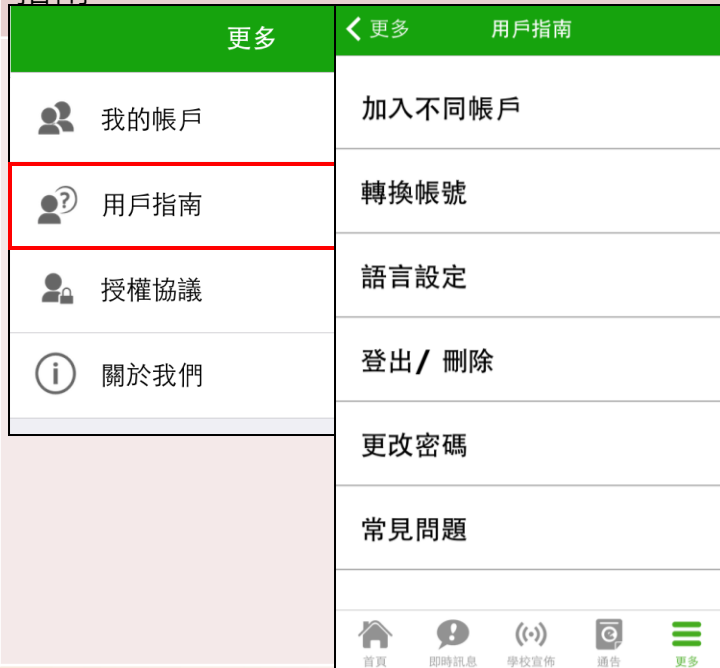 更多
我的帳戶
用戶指南
授權協議
關於我們
更多
用戶指南
加入不同帳戶
轉換帳號
語言設定
登出/ 刪除
更改密碼
常見問題
首頁
即時訊息
學校宣佈
通告
更多